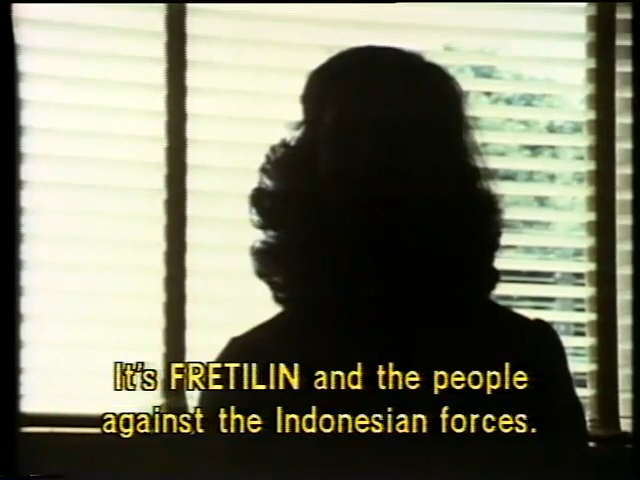 It's FRETILIN and the people
against the Indonesian forces.